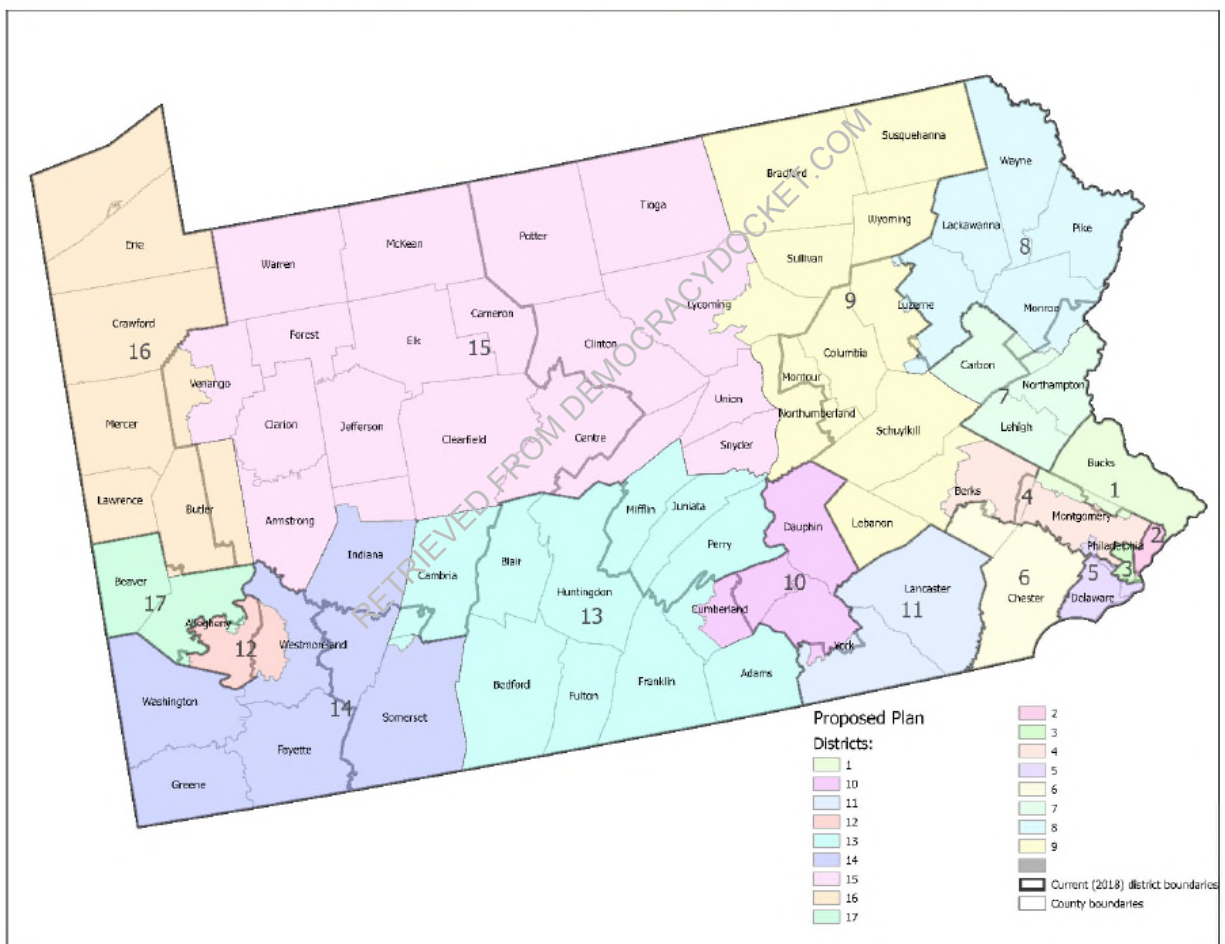 Susquehanna
Bradford
Wayne
Tioga
Wyoming
Lackawanna
Pike
8
Potter
McKean
Warren
Sullivan
Erie
Lycoming
9
Luzerne
Monroe
Cameron
Crawford
16
Forest
Elk
15
Clinton
Columbia
Venango
Montour
Carbon
Northampton
7
Union
Northumberland
Mercer
Clarion
Jefferson
Clearfield
Centre
Snyder
Schuylkill
Lehigh
Bucks
1
Lawrence
Butler
Armstrong
Mifflin
Juniata
Dauphin
Lebanon
Berks
4
Montgomery
2
Philadelphia
3
Indiana
Cambria
Blair
Perry
Beaver
17
Huntingdon
13
Cumberland
10
Lancaster
11
6
Chester
5
Delaware
Allegheny
12
Westmoreland
York
Washington
14
Somerset
Bedford
Fulton
Franklin
Adams
Fayette
Greene
RETRIEVED FROM DEMOCRACYDOCKET.COM
Proposed Plan
Districts:
1
10
11
12
13
14
15
16
17
2
3
4
5
6
7
8
9
Current (2018) district boundaries
County boundaries